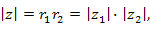 |z| = r₁r₂ = |z₁| · |z₂|,